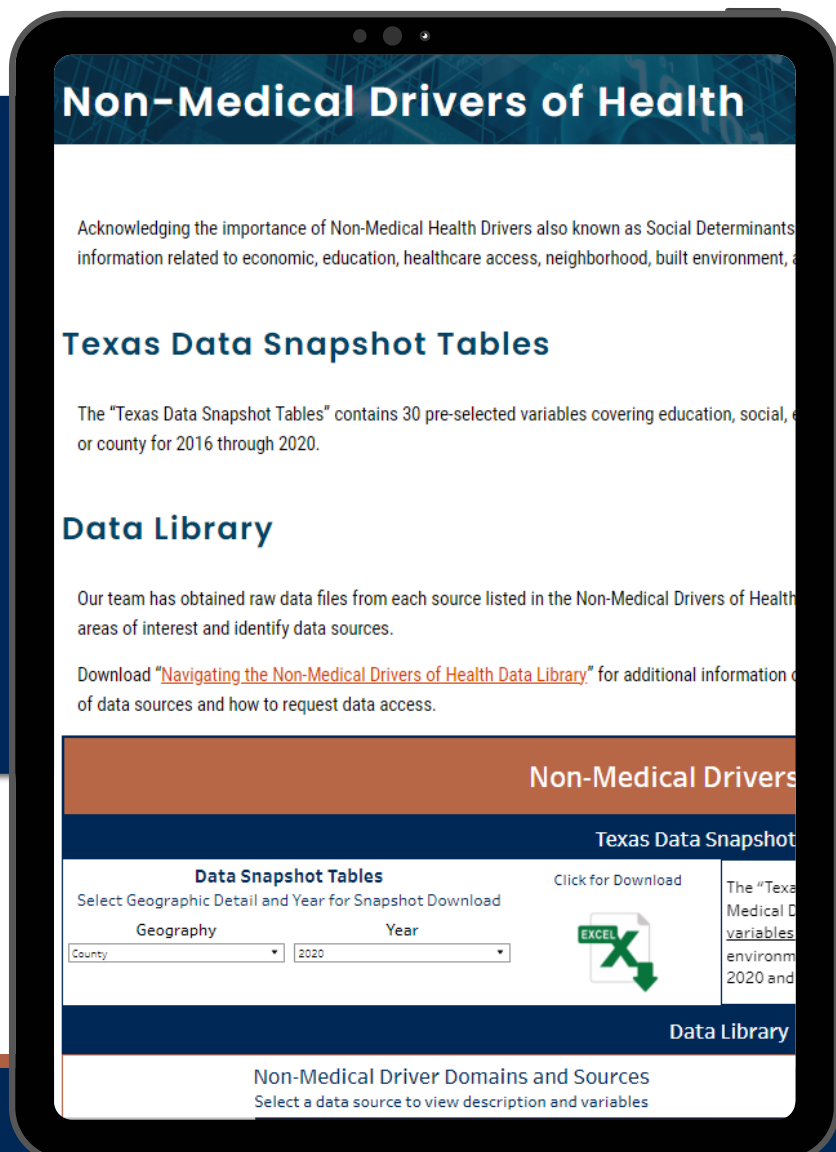 Non-Medical Drivers of Health
Acknowledging the importance of Non-Medical Health Drivers also known as Social Determinants
information related to economic, education, healthcare access, neighborhood, built environment,
Texas Data Snapshot Tables
The “Texas Data Snapshot Tables” contains 30 pre-selected variables covering education, social,
or county for 2016 through 2020.
Data Library
Our team has obtained raw data files from each source listed in the Non-Medical Drivers of Health
areas of interest and identify data sources.
Download “Navigating the Non-Medical Drivers of Health Data Library” for additional information
of data sources and how to request data access.
Non-Medical Drivers
Texas Data Snapshot
Data Snapshot Tables
Select Geographic Detail and Year for Snapshot Download
Geography
Year
County
2020
Click for Download
EXCEL
X
The “Texa
Medical D
variables
environm
2020 and
Data Library
Non-Medical Driver Domains and Sources
Select a data source to view description and variables